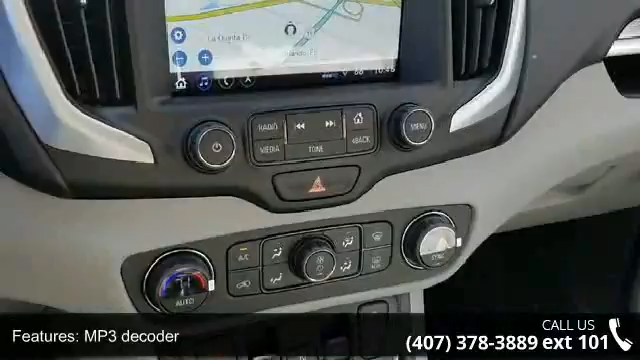 La Quinta
RADIO
MEDIA
TONE
BACK
MENU
A/C
AUTO
SYNC
Features: MP3 decoder
CALL US
(407) 378-3889 ext 101